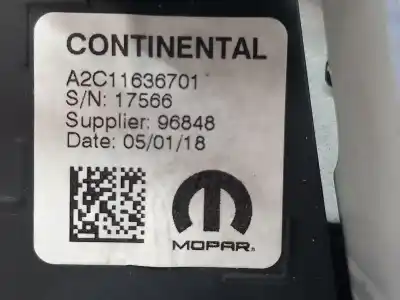 CONTINENTAL
A2C11636701
S/N: 17566
Supplier: 96848
Date: 05/01/18
MOPAR®